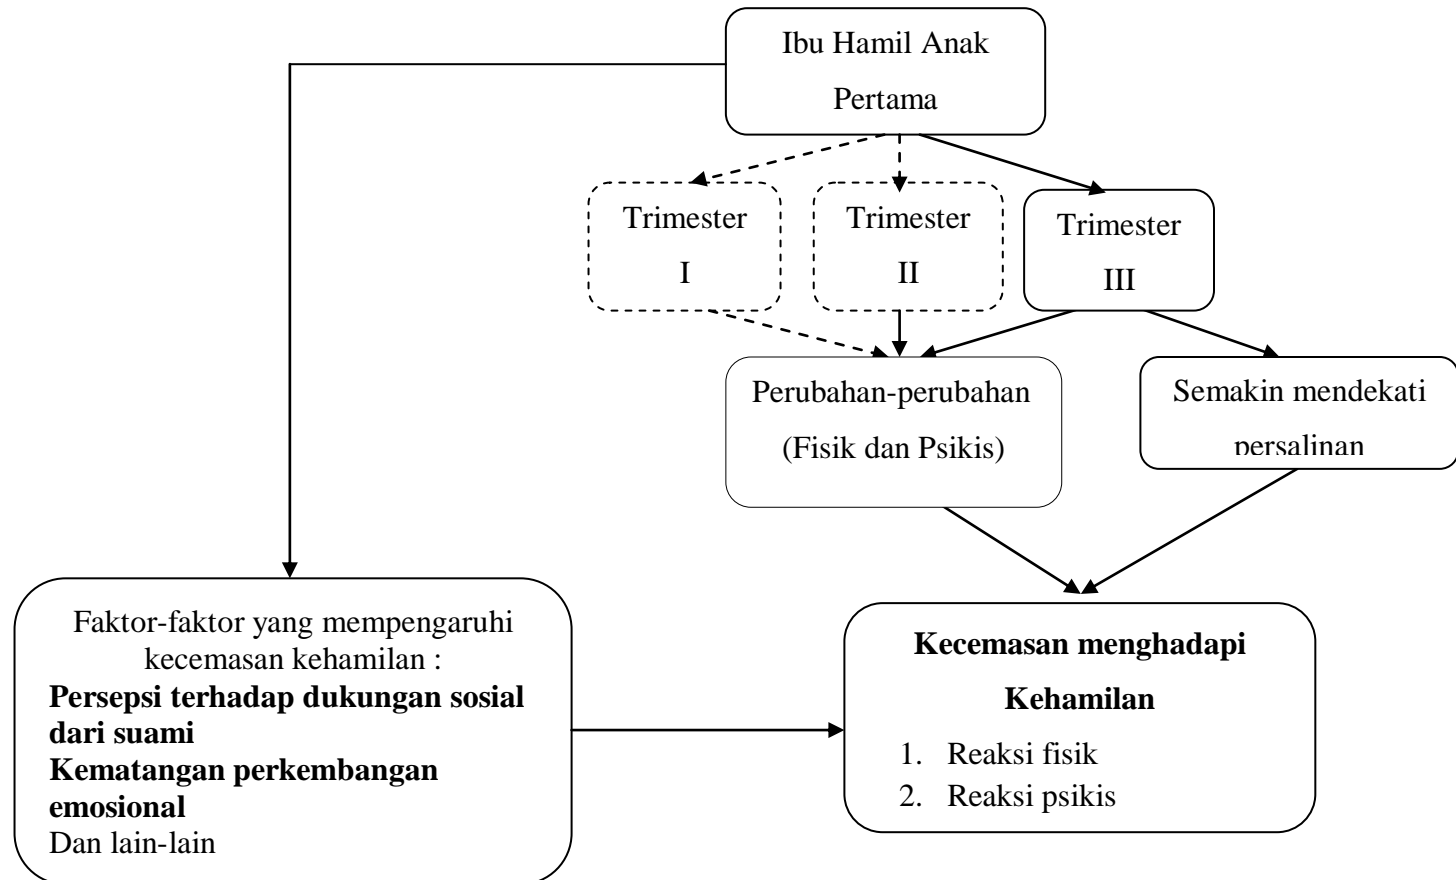 Ibu Hamil Anak
Pertama
Trimester
I
Trimester
II
Trimester
III
Perubahan-perubahan
(Fisik dan Psikis)
Semakin mendekati
persalinan
Faktor-faktor yang mempengaruhi
kecemasan kehamilan :
Persepsi terhadap dukungan sosial
dari suami
Kematangan perkembangan
emosional
Dan lain-lain
Kecemasan menghadapi
Kehamilan
1. Reaksi fisik
2. Reaksi psikis